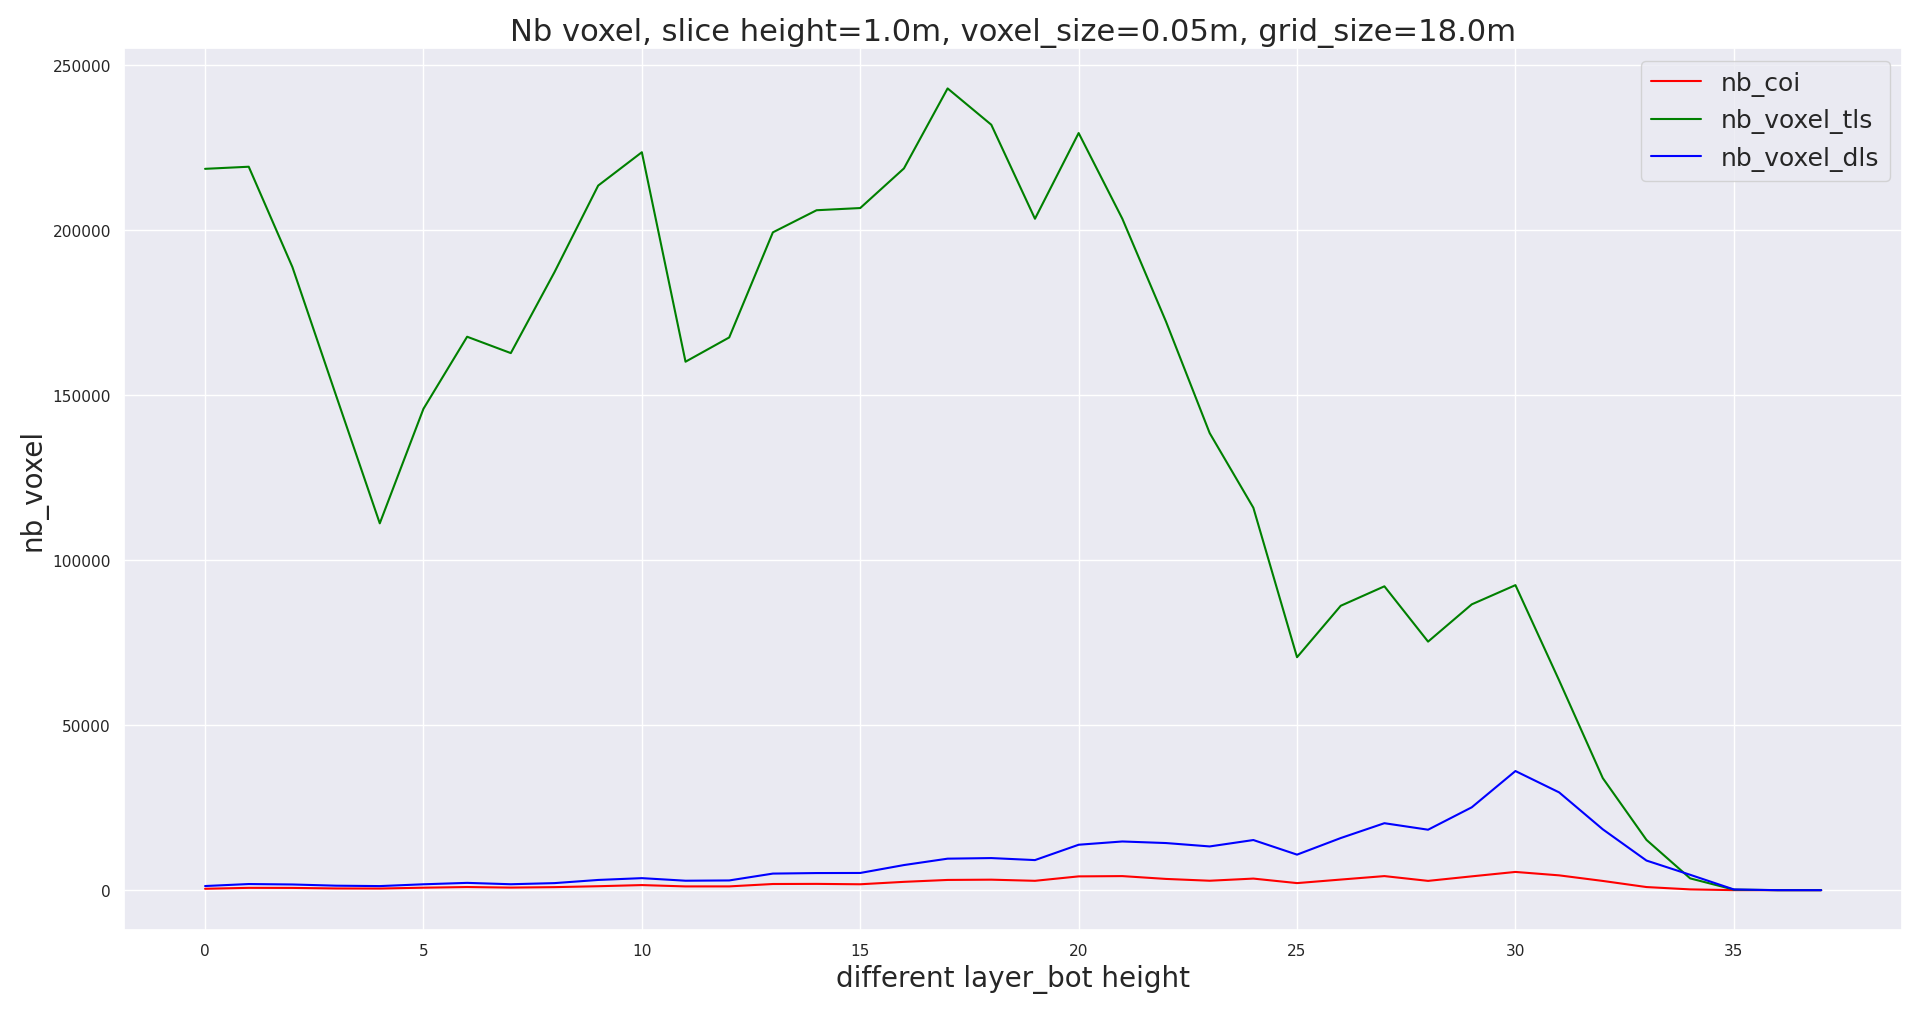 Nb voxel, slice height=1.0m, voxel_size=0.05m, grid_size=18.0m
nb_coi
nb_voxel_tls
nb_voxel_dls
nb_voxel
250000
200000
150000
100000
50000
0
0 5 10 15 20 25 30 35
different layer_bot height